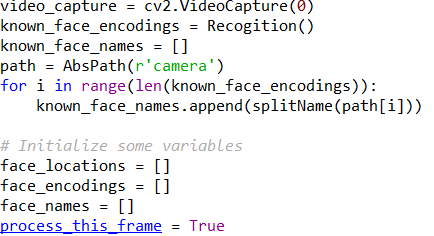 video_capture = cv2.VideoCapture(0)
known_face_encodings = Recogition()
known_face_names = []
path = AbsPath(r'camera')
for i in range(len(known_face_encodings)):
    known_face_names.append(splitName(path[i]))
# Initialize some variables
face_locations = []
face_encodings = []
face_names = []
process_this_frame = True